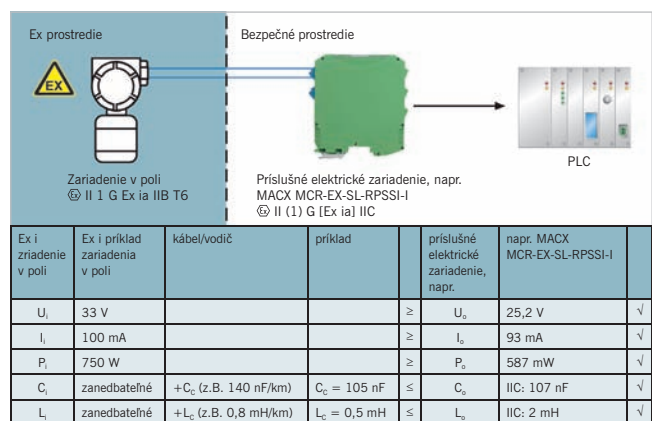 Ex prostredie
Bezpečné prostredie
EX
PLC
Zariadenie v poli
Ex II 1 G Ex ia IIB T6
Príslušné elektrické zariadenie, napr.
MACX MCR-EX-SL-RPSSI-I
Ex II (1) G [Ex ia] IIC
Ex i zriadenie v poli | Ex i príklad zariadenia v poli | kábel/vodič | príklad | | príslušné elektrické zariadenie, napr. | napr. MACX MCR-EX-SL-RPSSI-I |
Ui | 33 V | | | ≥ | Uo | 25,2 V | √
Ii | 100 mA | | | ≥ | Io | 93 mA | √
Pi | 750 W | | | ≥ | Po | 587 mW | √
Ci | zanedbateľné | +CC (z.B. 140 nF/km) | CC = 105 nF | ≤ | Co | IIC: 107 nF | √
Li | zanedbateľné | +LC (z.B. 0,8 mH/km) | LC = 0,5 mH | ≤ | Lo | IIC: 2 mH | √